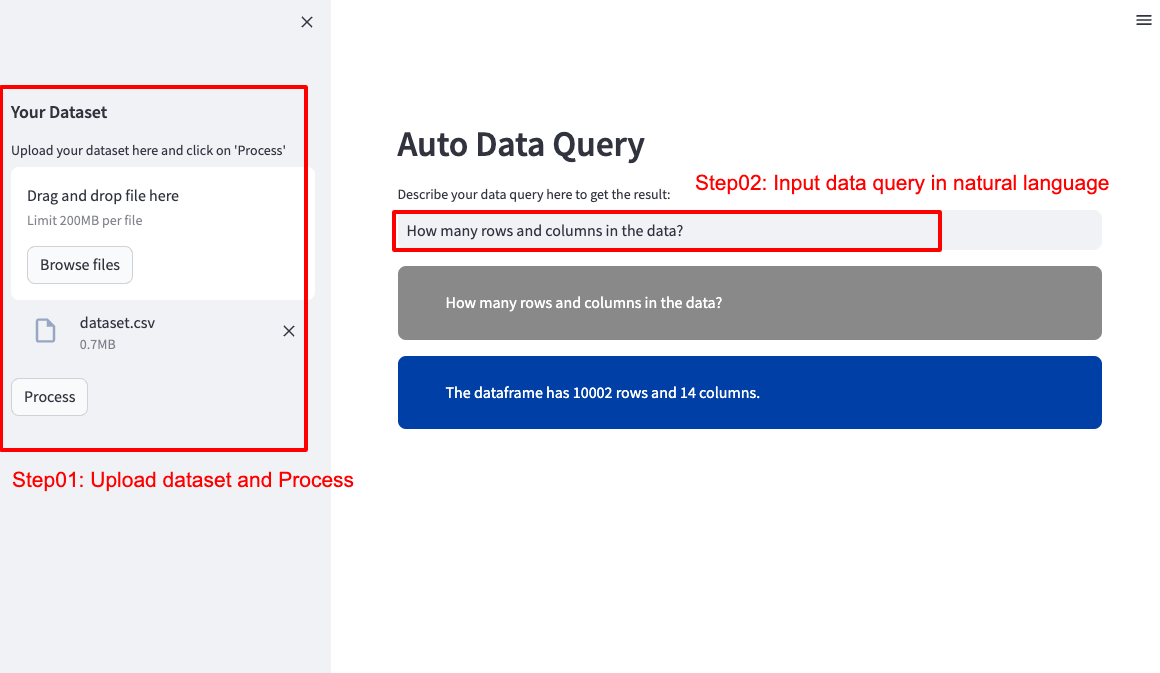 Your Dataset
Upload your dataset here and click on 'Process'
Drag and drop file here
Limit 200MB per file
Browse files
dataset.csv
0.7MB
Process
Step01: Upload dataset and Process
Auto Data Query
Describe your data query here to get the result:
Step02: Input data query in natural language
How many rows and columns in the data?
How many rows and columns in the data?
The dataframe has 10002 rows and 14 columns.